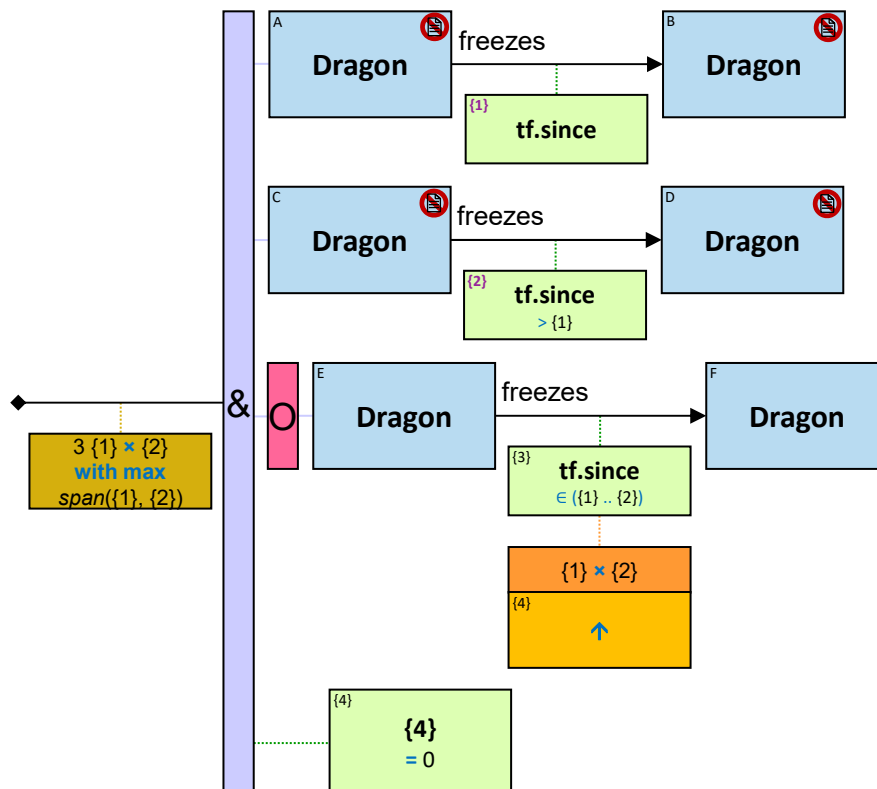 A
Dragon
freezes
B
Dragon
{1}
tf.since
C
Dragon
freezes
D
Dragon
{2}
tf.since
> {1}
&
O
E
Dragon
freezes
F
Dragon
3 {1} × {2}
with max
span({1}, {2})
{3}
tf.since
∈ ({1} .. {2})
{1} × {2}
{4}
↑
{4}
{4}
= 0